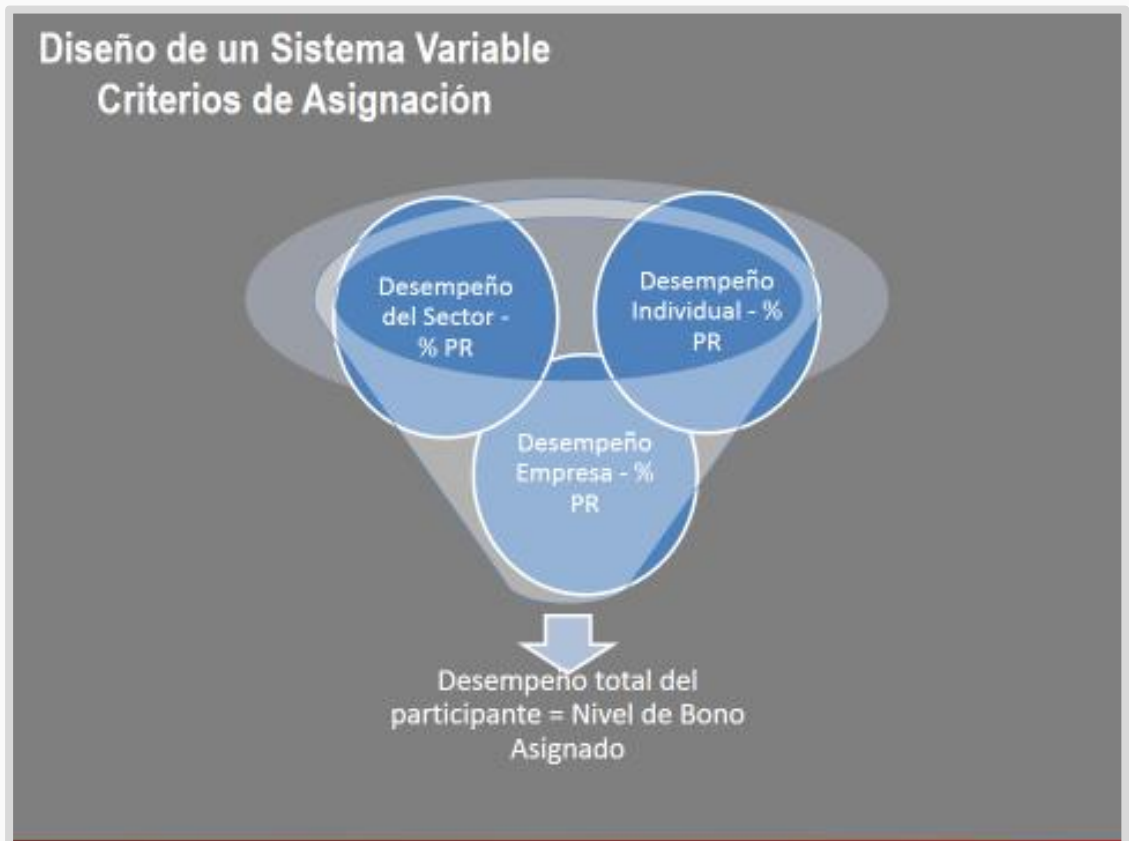 Diseño de un Sistema Variable
Criterios de Asignación
Desempeño
del Sector -
% PR
Desempeño
Individual - %
PR
Desempeño
Empresa - %
PR
Desempeño total del
participante = Nivel de Bono
Asignado